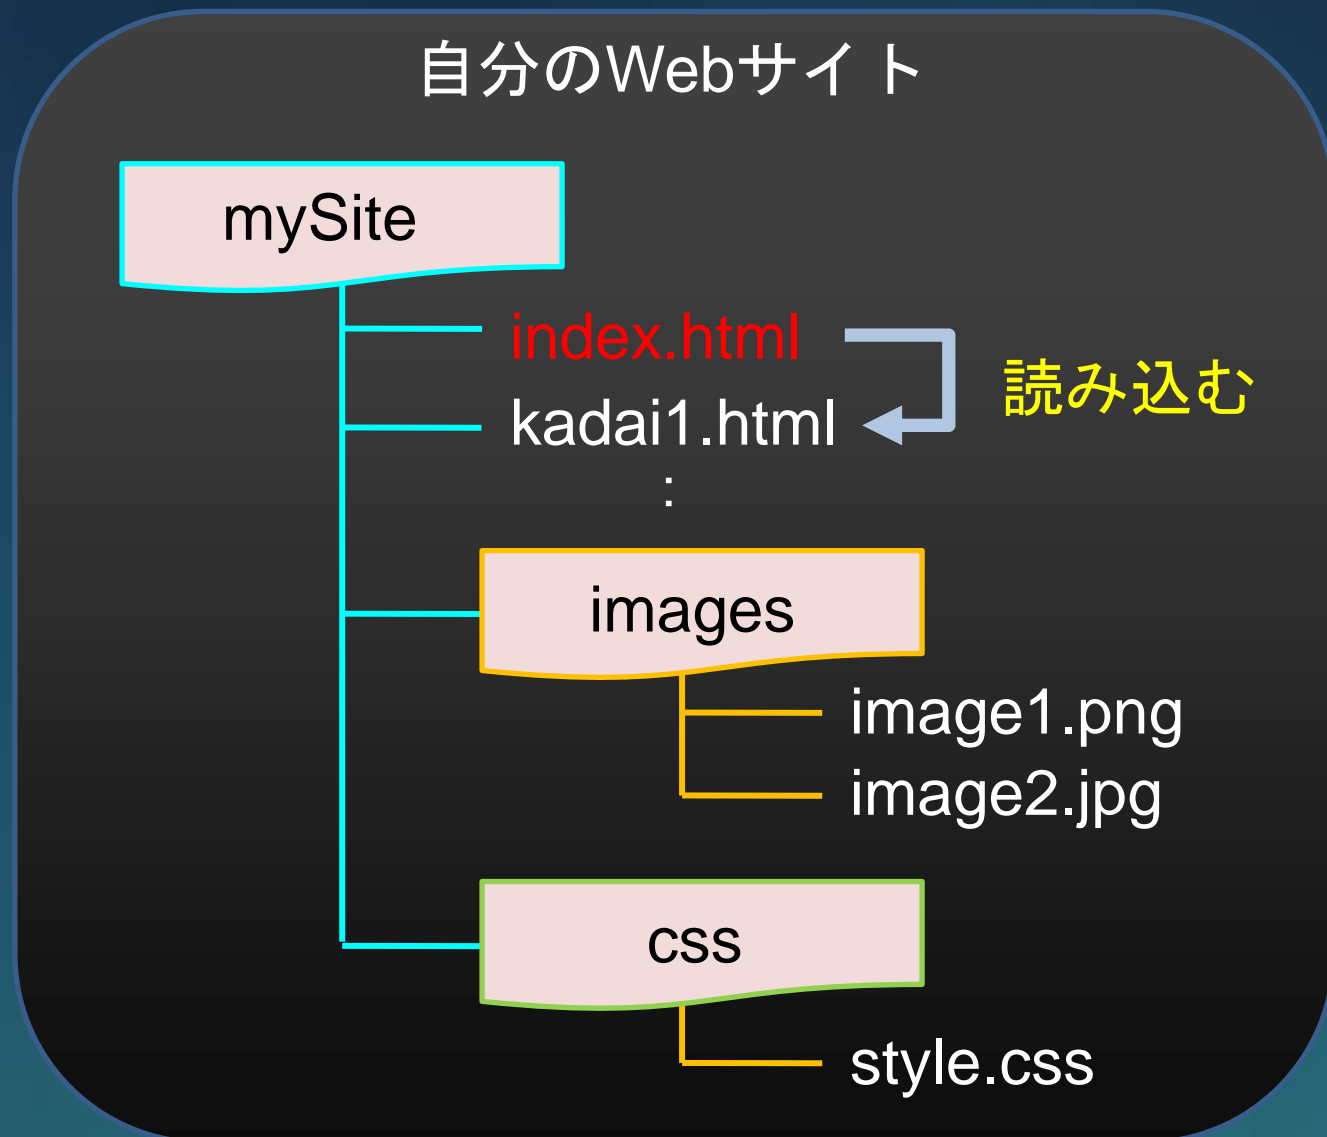 自分のWebサイト
mySite
index.html
読み込む
kadai1.html
:
images
image1.png
image2.jpg
css
style.css